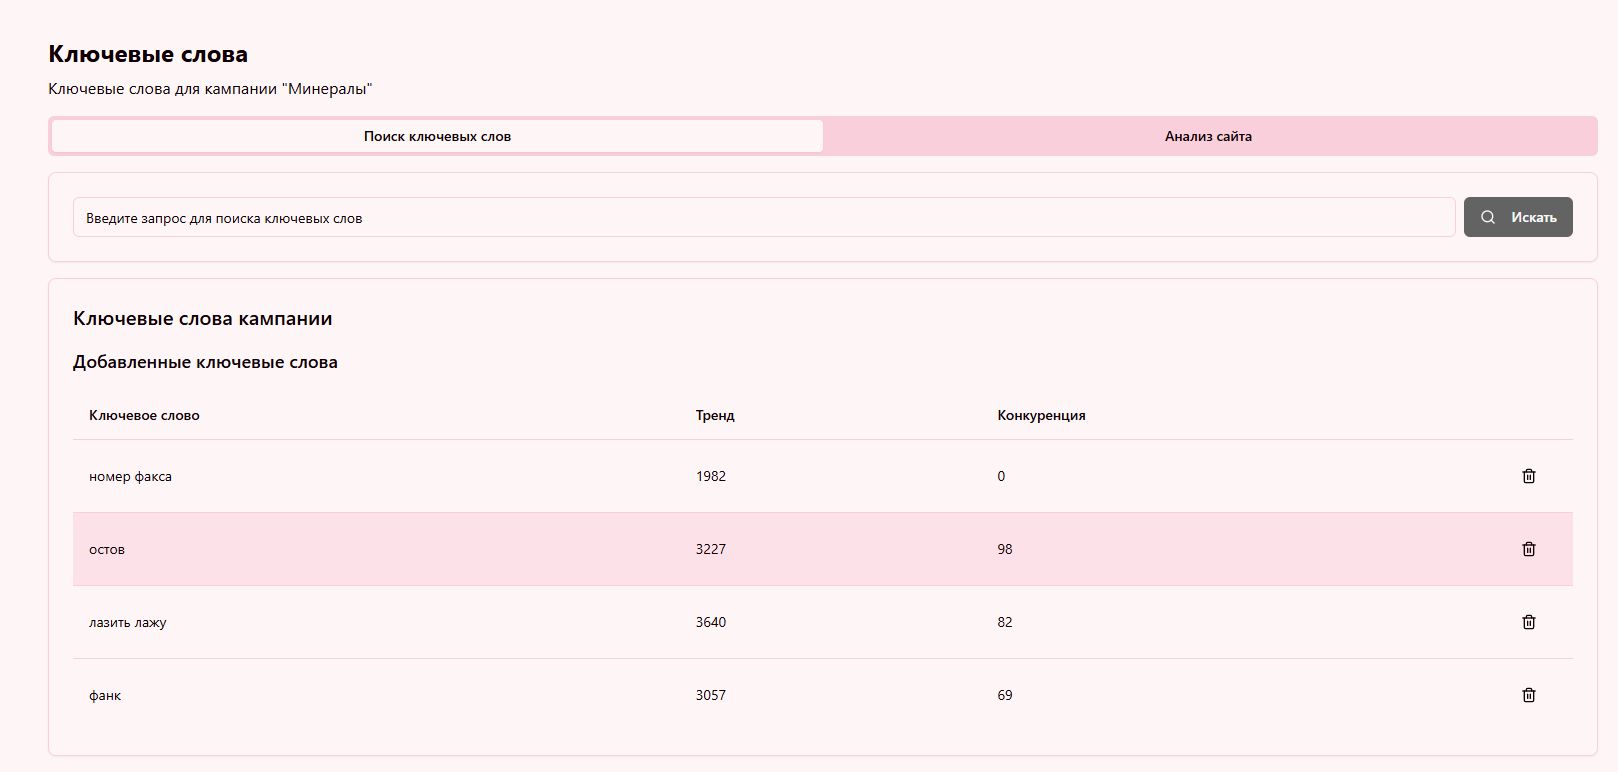 Ключевые слова
Ключевые слова для кампании "Минералы"
Поиск ключевых слов
Анализ сайта
Введите запрос для поиска ключевых слов
Искать
Ключевые слова кампании
Добавленные ключевые слова
Ключевое слово Тренд Конкуренция
номер факса 1982 0
остов 3227 98
лазить лажу 3640 82
фанк 3057 69